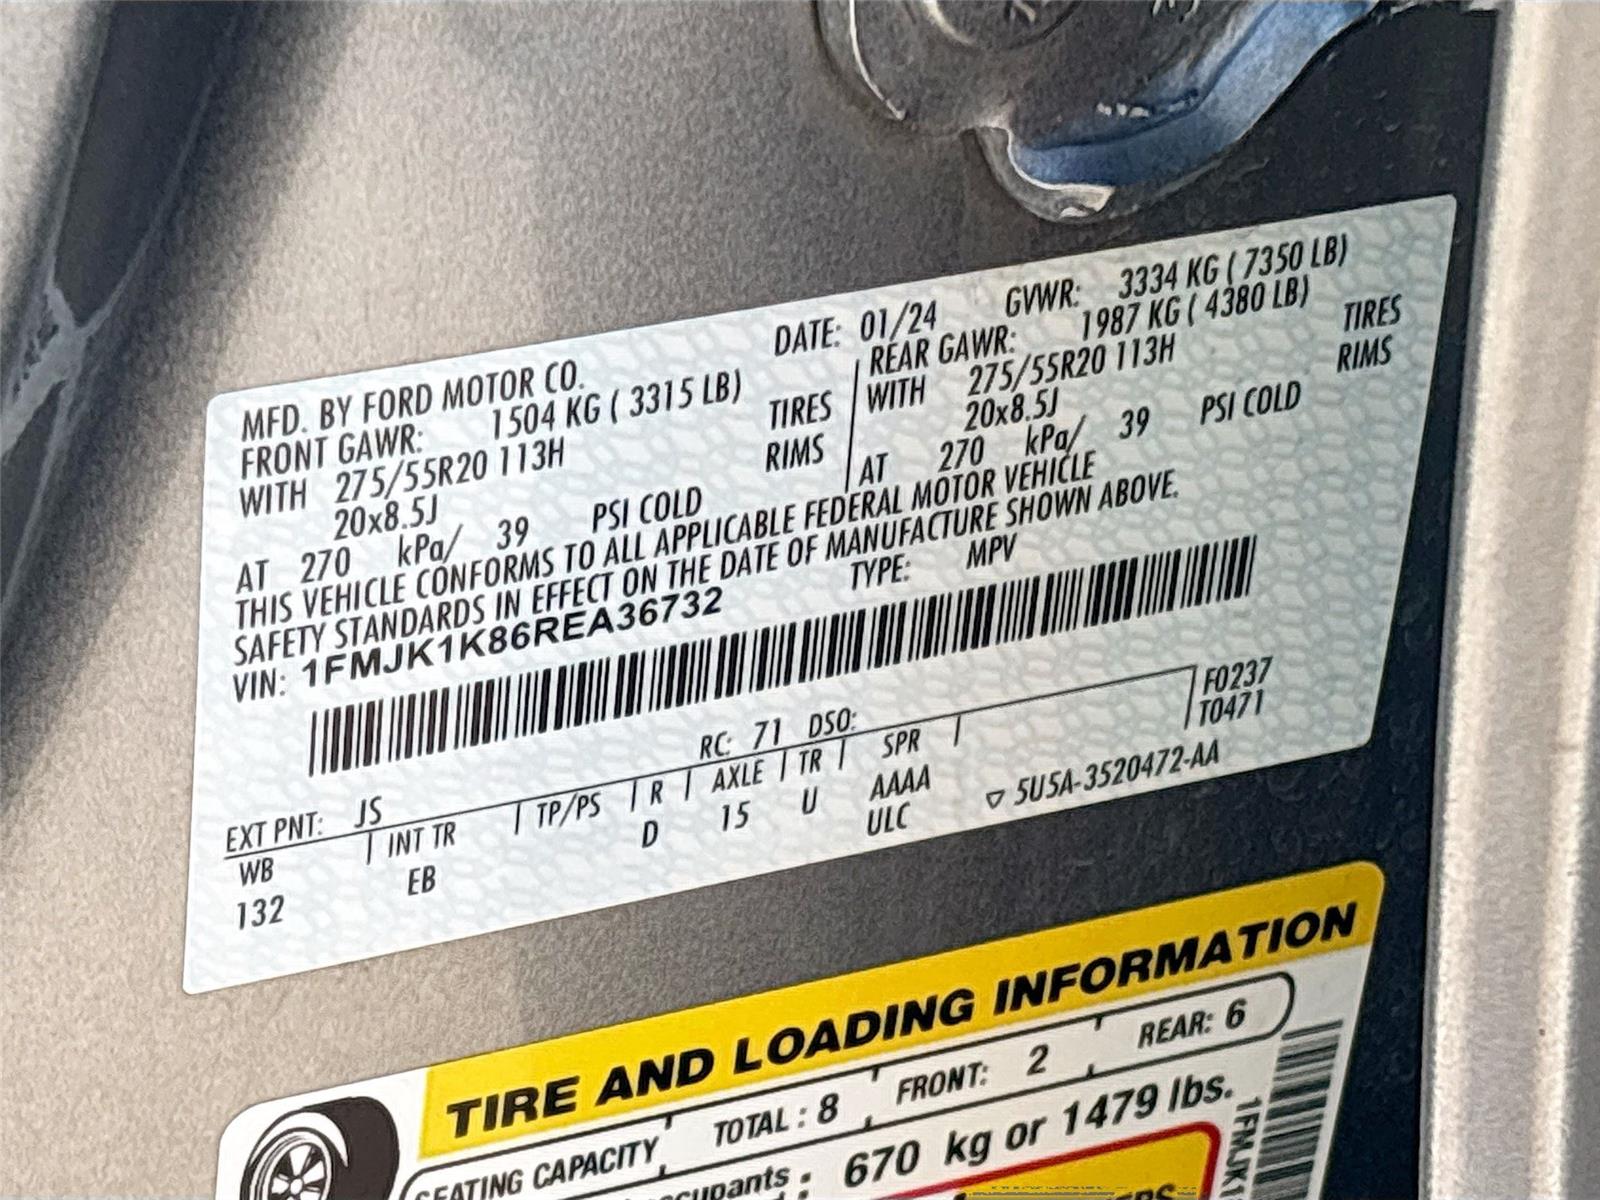 MFD. BY FORD MOTOR CO.
DATE: 01/24
GVWR: 3334 KG ( 7350 LB)
FRONT GAWR: 1504 KG ( 3315 LB)
WITH 275/55R20 113H TIRES
20x8.5J RIMS
AT 270 kPa/ 39 PSI COLD
REAR GAWR: 1987 KG ( 4380 LB)
WITH 275/55R20 113H TIRES
20x8.5J RIMS
AT 270 kPa/ 39 PSI COLD
THIS VEHICLE CONFORMS TO ALL APPLICABLE FEDERAL MOTOR VEHICLE
SAFETY STANDARDS IN EFFECT ON THE DATE OF MANUFACTURE SHOWN ABOVE.
VIN: 1FMJK1K86REA36732
TYPE: MPV
F0237
T0471
EXT PNT: JS RC: 71 DSO:
WB INT TR TP/PS R AXLE TR SPR
132 EB D 15 U AAAA
ULC
▽ 5U5A-3520472-AA
TIRE AND LOADING INFORMATION
SEATING CAPACITY TOTAL : 8 FRONT: 2 REAR: 6
670 kg or 1479 lbs.